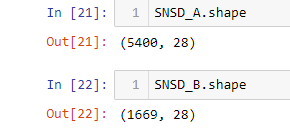 In [21]: 1 SNSD_A.shape
Out[21]: (5400, 28)
In [22]: 1 SNSD_B.shape
Out[22]: (1669, 28)